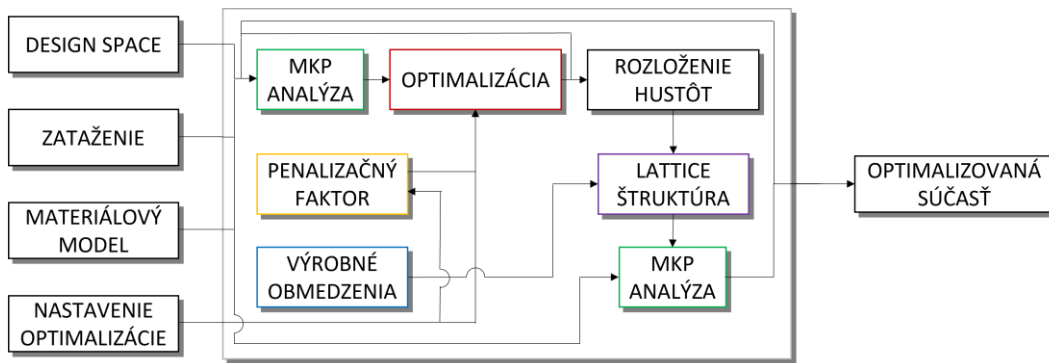 DESIGN SPACE
ZATAŽENIE
MATERIÁLOVÝ
MODEL
NASTAVENIE
OPTIMALIZÁCIE
MKP
ANALÝZA
OPTIMALIZÁCIA
ROZLOŽENIE
HUSTÔT
PENALIZAČNÝ
FAKTOR
LATTICE
ŠTRUKTÚRA
VÝROBNÉ
OBMEDZENIA
MKP
ANALÝZA
OPTIMALIZOVANÁ
SÚČASŤ